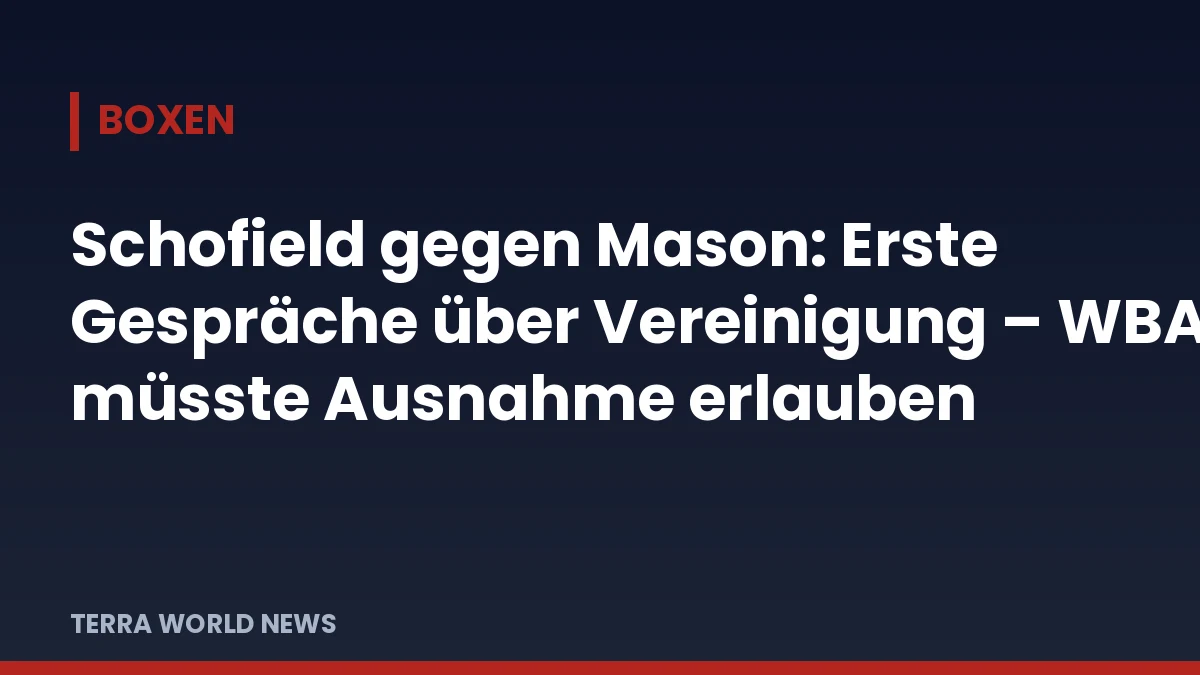 BOXEN
Schofield gegen Mason: Erste
Gespräche über Vereinigung – WBA
müsste Ausnahme erlauben
TERRA WORLD NEWS